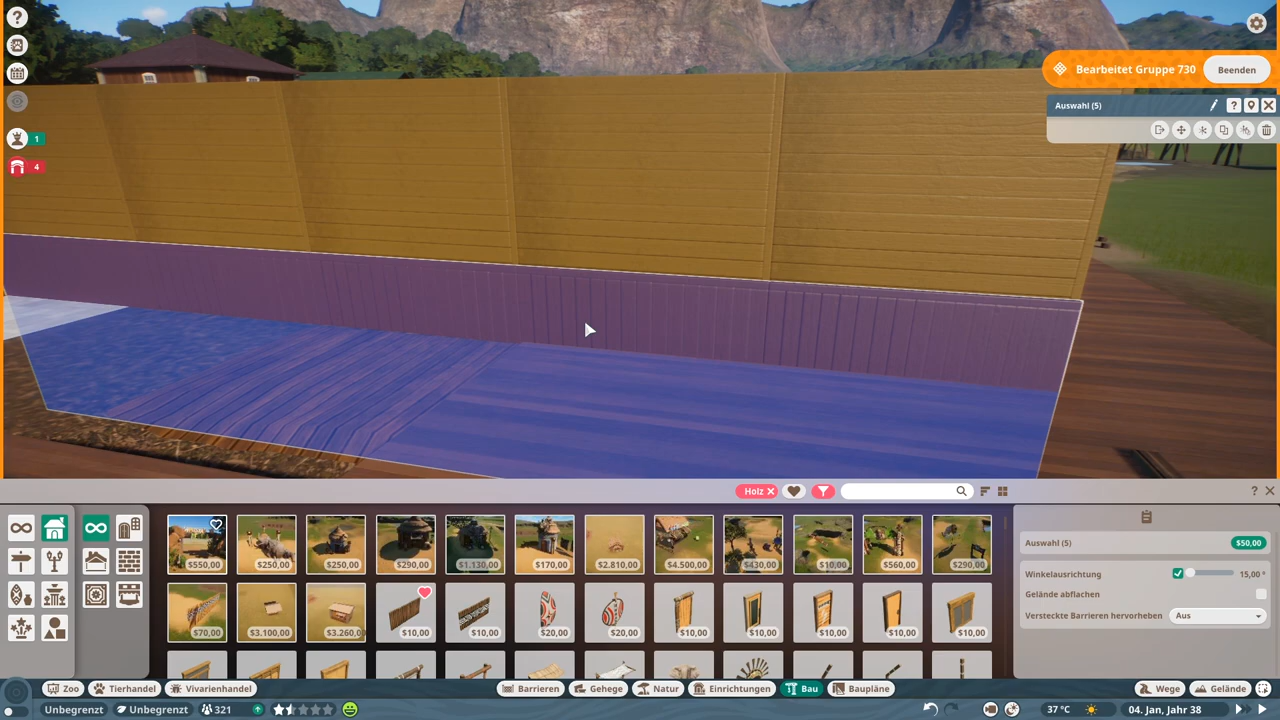 Bearbeitet Gruppe 730
Beenden
Auswahl (5)
1
4
Holz
$550,00
$250,00
$250,00
$290,00
$1.130,00
$170,00
$2.810,00
$4.500,00
$430,00
$10,00
$560,00
$290,00
$70,00
$3.100,00
$3.260,00
$10,00
$10,00
$20,00
$20,00
$10,00
$10,00
$10,00
$10,00
$10,00
Auswahl (5) $50,00
Winkelausrichtung 15,00 °
Gelände abflachen
Versteckte Barrieren hervorheben Aus
Zoo Tierhandel Vivarienhandel Barrieren Gehege Natur Einrichtungen Bau Baupläne Wege Gelände
Unbegrenzt Unbegrenzt 321 37 °C 04. Jan, Jahr 38